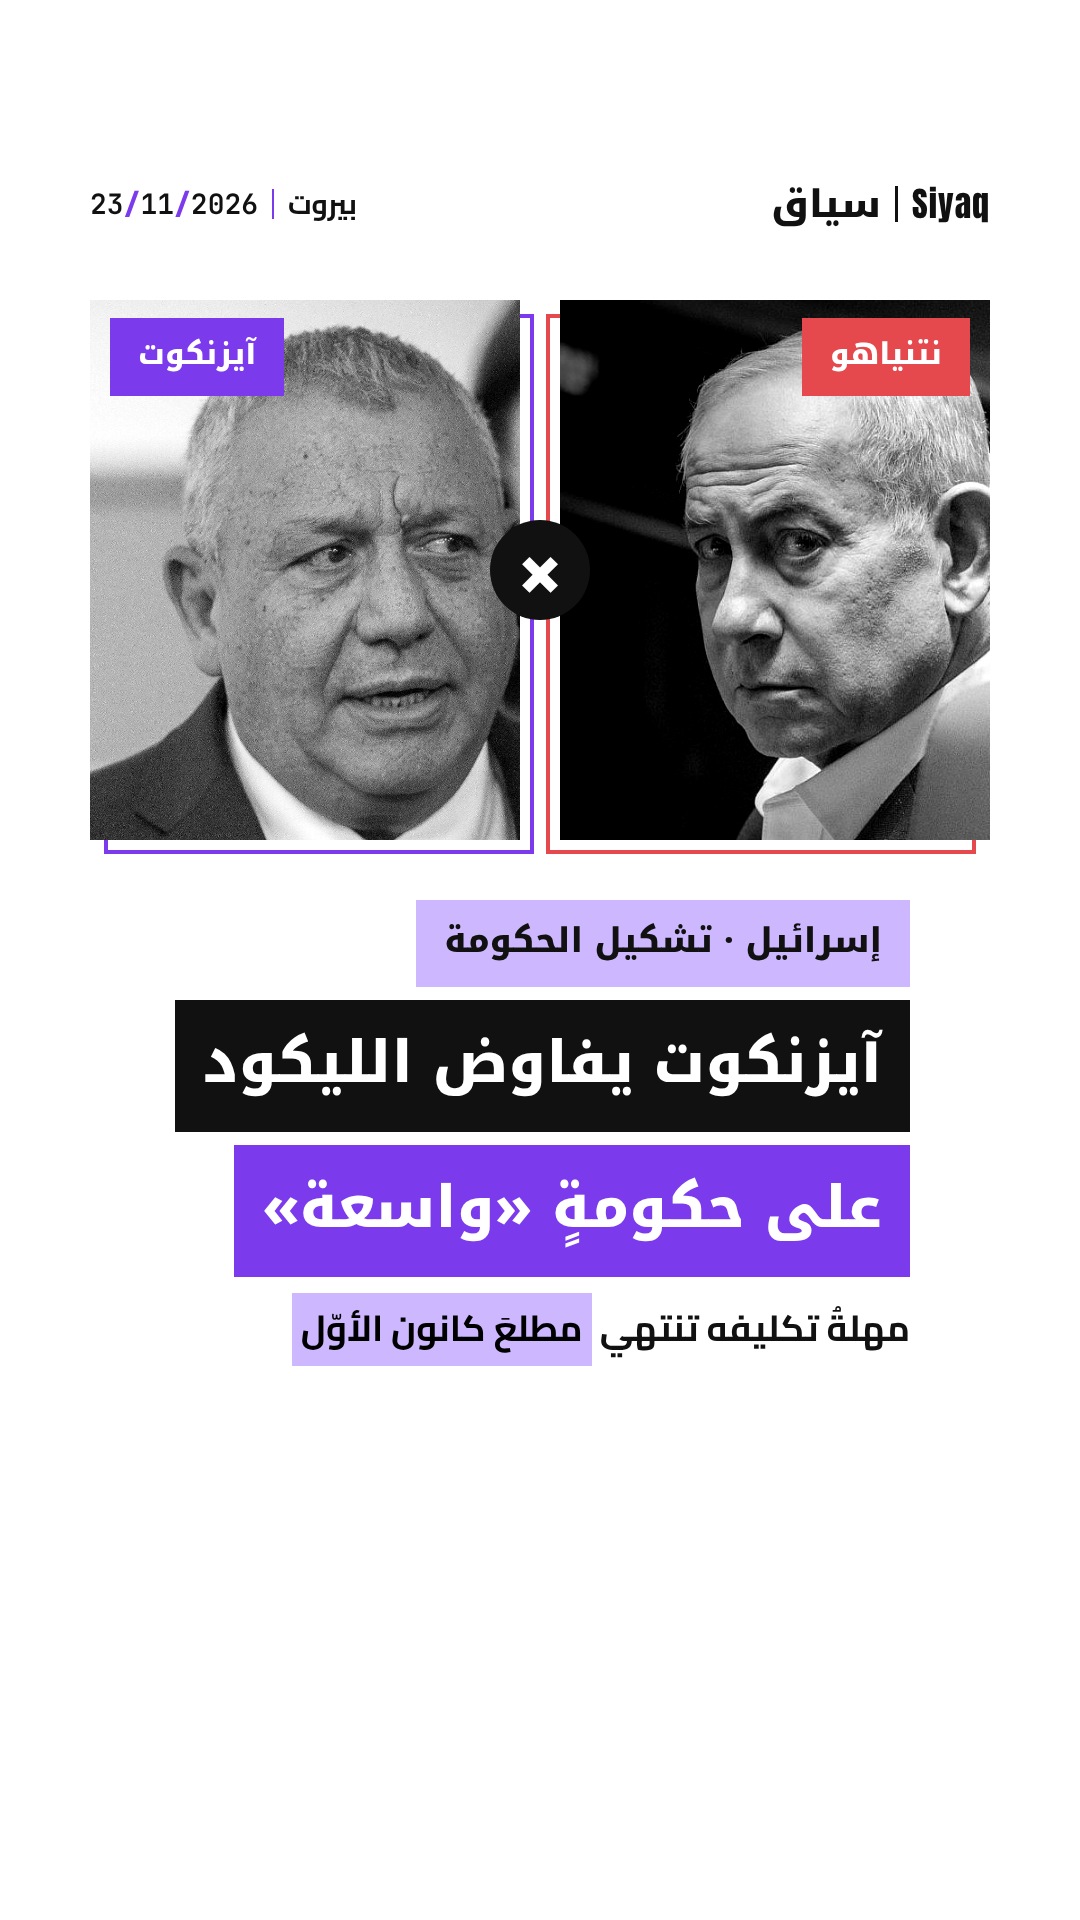 Siyaq | سياق
بيروت | 23/11/2026
نتنياهو
آيزنكوت
×
إسرائيل · تشكيل الحكومة
آيزنكوت يفاوض الليكود
على حكومةٍ «واسعة»
مهلةُ تكليفه تنتهي مطلعَ كانون الأوّل